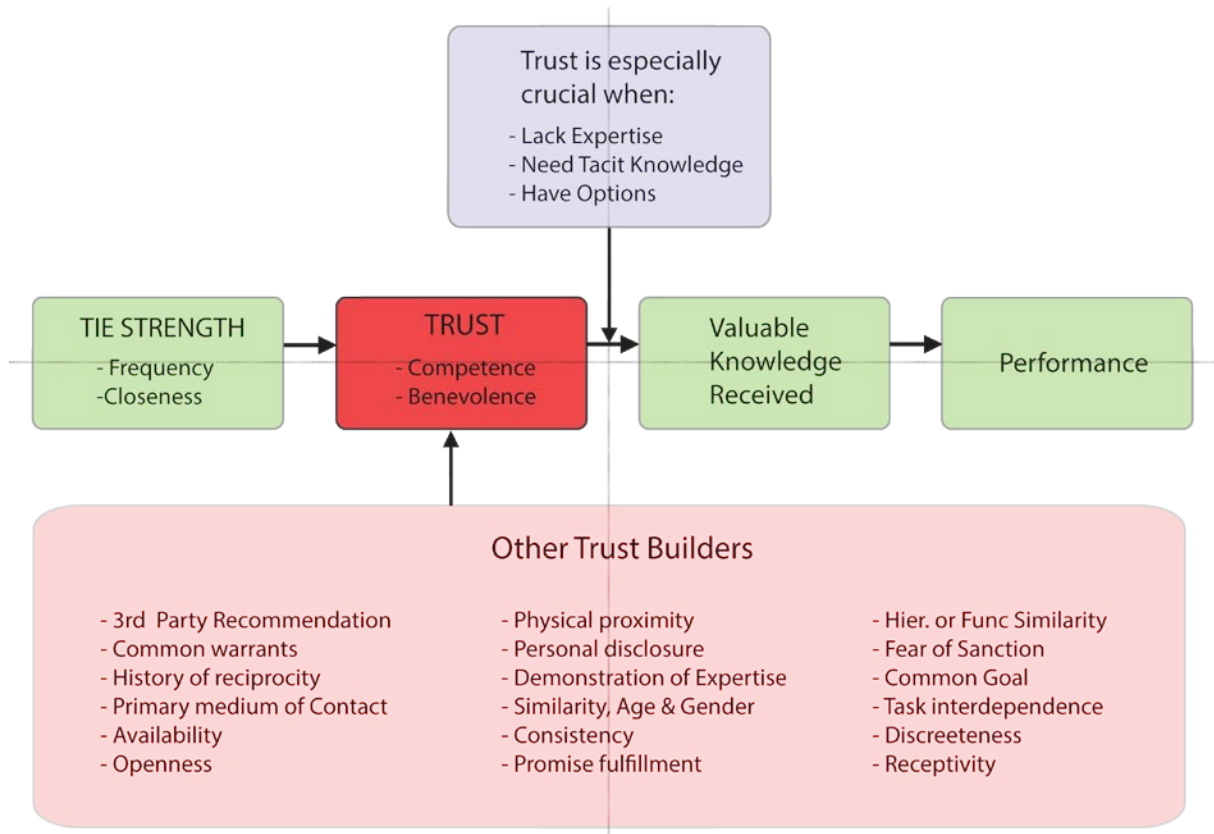 Trust is especially
crucial when:
- Lack Expertise
- Need Tacit Knowledge
- Have Options
TIE STRENGTH
- Frequency
-Closeness
TRUST
- Competence
- Benevolence
Valuable
Knowledge
Received
Performance
Other Trust Builders
- 3rd Party Recommendation
- Common warrants
- History of reciprocity
- Primary medium of Contact
- Availability
- Openness
- Physical proximity
- Personal disclosure
- Demonstration of Expertise
- Similarity, Age & Gender
- Consistency
- Promise fulfillment
- Hier. or Func Similarity
- Fear of Sanction
- Common Goal
- Task interdependence
- Discreeteness
- Receptivity